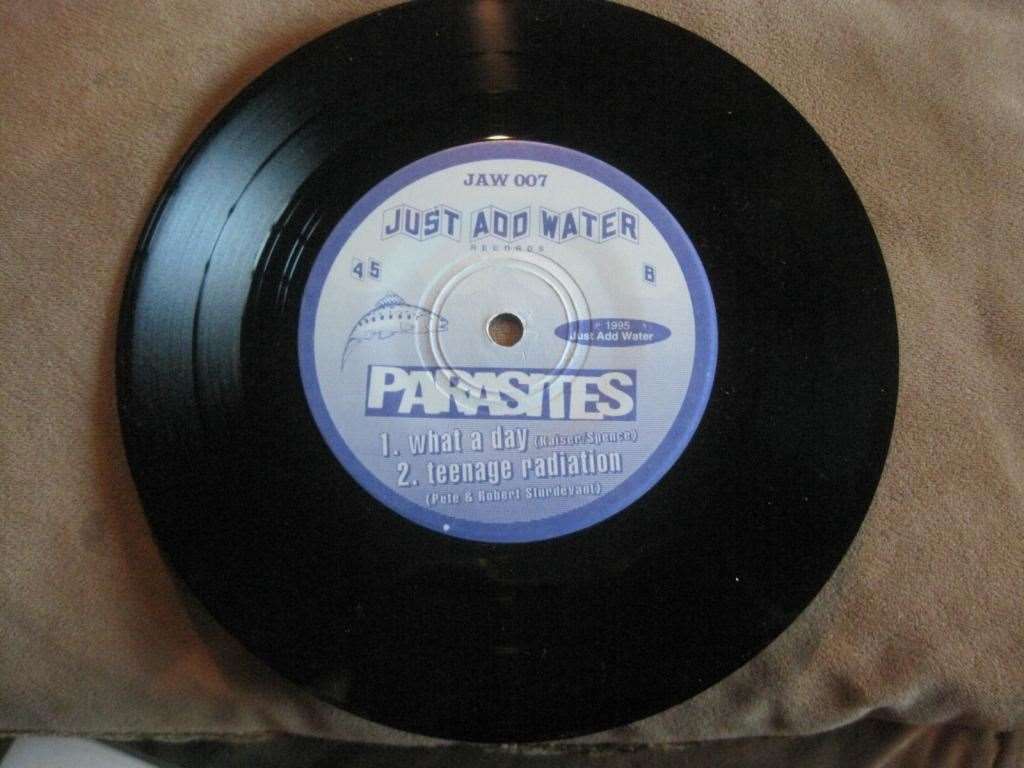 JAW 007
JUST ADD WATER
RECORDS
45 B
℗ 1995
Just Add Water
PARASITES
1. what a day (Kaiser/Spence)
2. teenage radiation
(Pete & Robert Sturdevant)